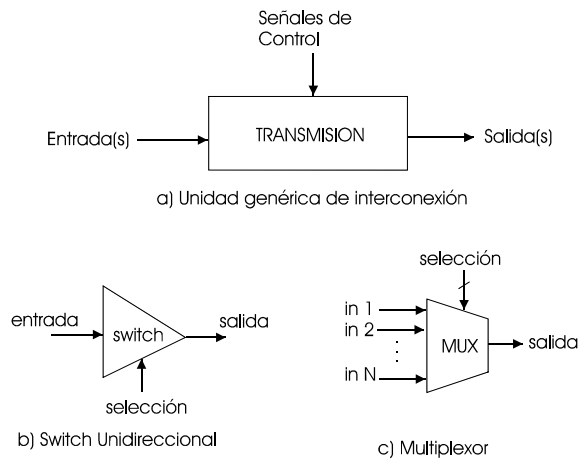 Señales de
Control
Entrada(s)
TRANSMISION
Salida(s)
a) Unidad genérica de interconexión
entrada
switch
salida
selección
b) Switch Unidireccional
selección
in 1
in 2
in N
MUX
salida
c) Multiplexor